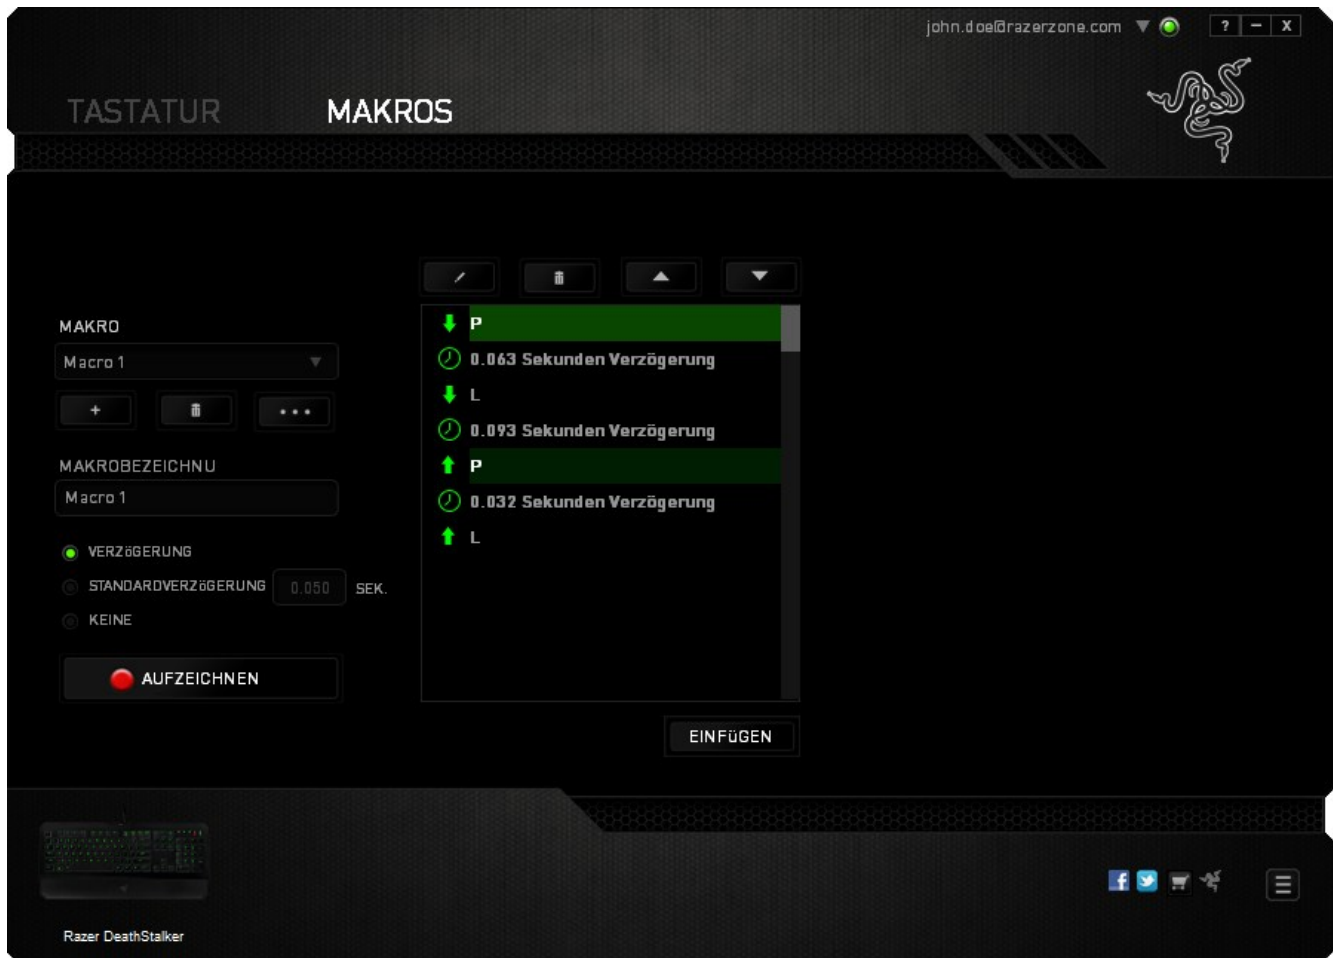 john.doe@razerzone.com
? – X
TASTATUR MAKROS
MAKRO
Macro 1
+
...
MAKROBEZEICHNU
Macro 1
VERZöGERUNG
STANDARDVERZöGERUNG 0.050 SEK.
KEINE
AUFZEICHNEN
P
0.063 Sekunden Verzögerung
L
0.093 Sekunden Verzögerung
P
0.032 Sekunden Verzögerung
L
EINFüGEN
Razer DeathStalker
f